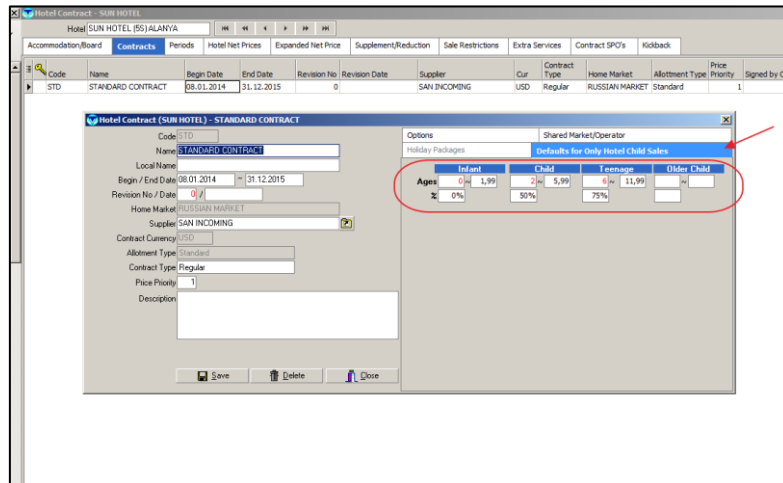 Hotel Contract - SUN HOTEL
Hotel SUN HOTEL (5S) ALANYA
Accommodation/Board Contracts Periods Hotel Net Prices Expanded Net Price Supplement/Reduction Sale Restrictions Extra Services Contract SPO's Kickback
Code Name Begin Date End Date Revision No Revision Date Supplier Cur Contract Type Home Market Allottment Type Price Priority Signed by
STD STANDARD CONTRACT 08.01.2014 31.12.2015 0 SAN INCOMING USD Regular RUSSIAN MARKET Standard 1
Hotel Contract (SUN HOTEL) - STANDARD CONTRACT
Code STD
Name STANDARD CONTRACT
Local Name
Begin / End Date 08.01.2014 ~ 31.12.2015
Revision No / Date 0 /
Home Market RUSSIAN MARKET
Supplier SAN INCOMING
Contract Currency USD
Allotment Type Standard
Contract Type Regular
Price Priority 1
Description
Save Delete Close
Options Shared Market/Operator
Holiday Packages Defaults for Only Hotel Child Sales
Infant Child Teenage Older Child
Ages 0 ~ 1,99 2 ~ 5,99 6 ~ 11,99 ~
% 0% 50% 75%